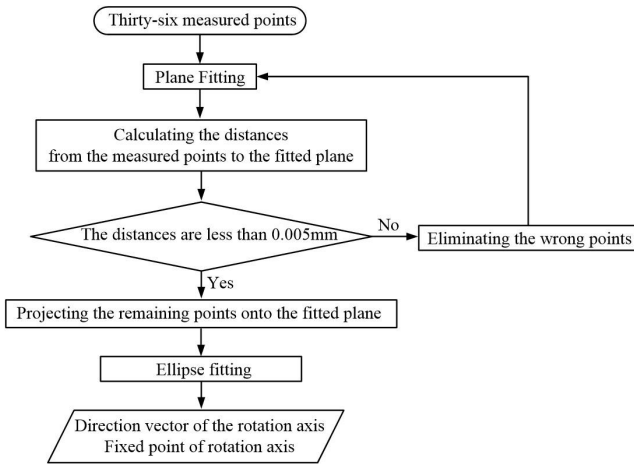 Thirty-six measured points
Plane Fitting
Calculating the distances
from the measured points to the fitted plane
The distances are less than 0.005mm
No
Eliminating the wrong points
Yes
Projecting the remaining points onto the fitted plane
Ellipse fitting
Direction vector of the rotation axis
Fixed point of rotation axis